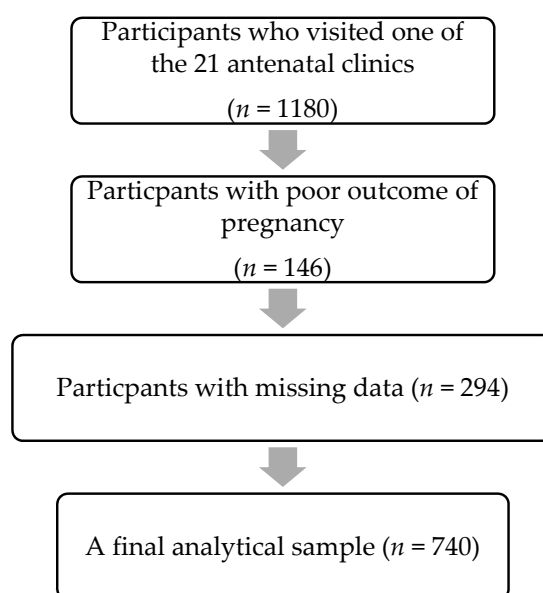 Participants who visited one of
the 21 antenatal clinics
(n = 1180)
Particpants with poor outcome of
pregnancy
(n = 146)
Particpants with missing data (n = 294)
A final analytical sample (n = 740)